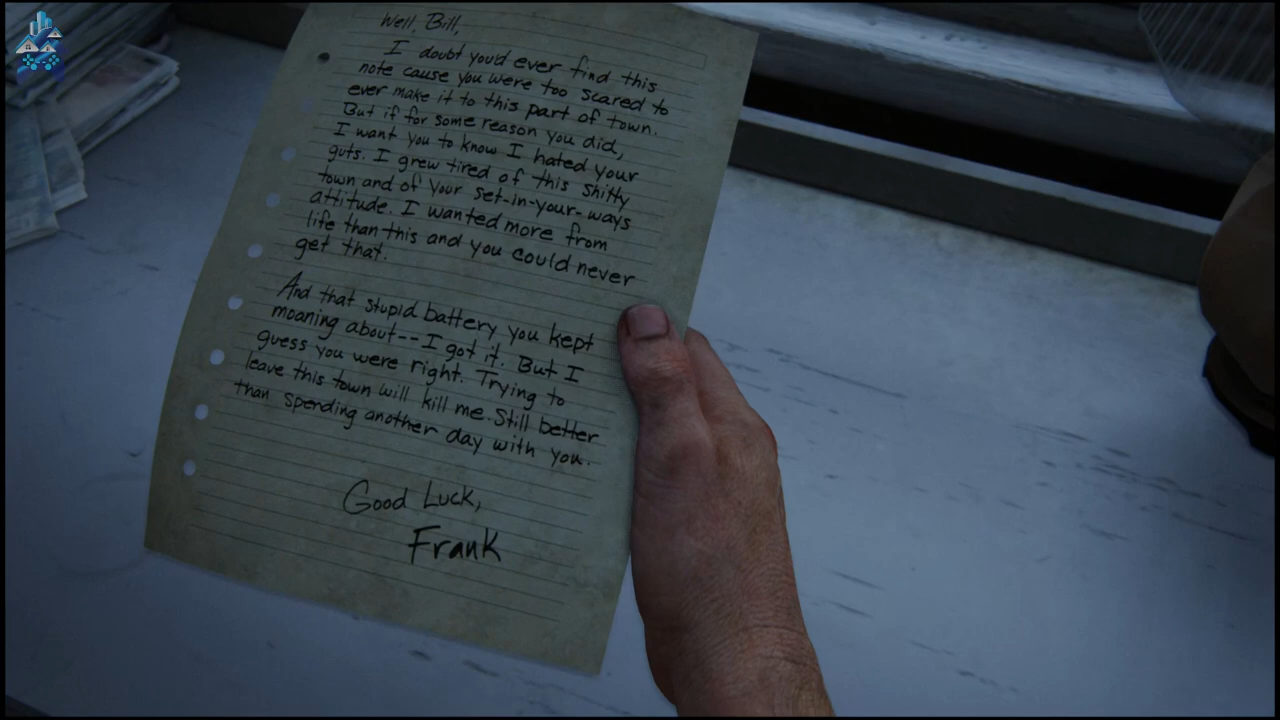 Well, Bill,
I doubt you'd ever find this
note cause you were too scared to
ever make it to this part of town.
But if for some reason you did,
I want you to know I hated your
guts. I grew tired of this shitty
town and of your set-in-your-ways
attitude. I wanted more from
life than this and you could never
get that.
And that stupid battery you kept
moaning about--I got it. But I
guess you were right. Trying to
leave this town will kill me. Still better
than spending another day with you.
Good Luck,
Frank